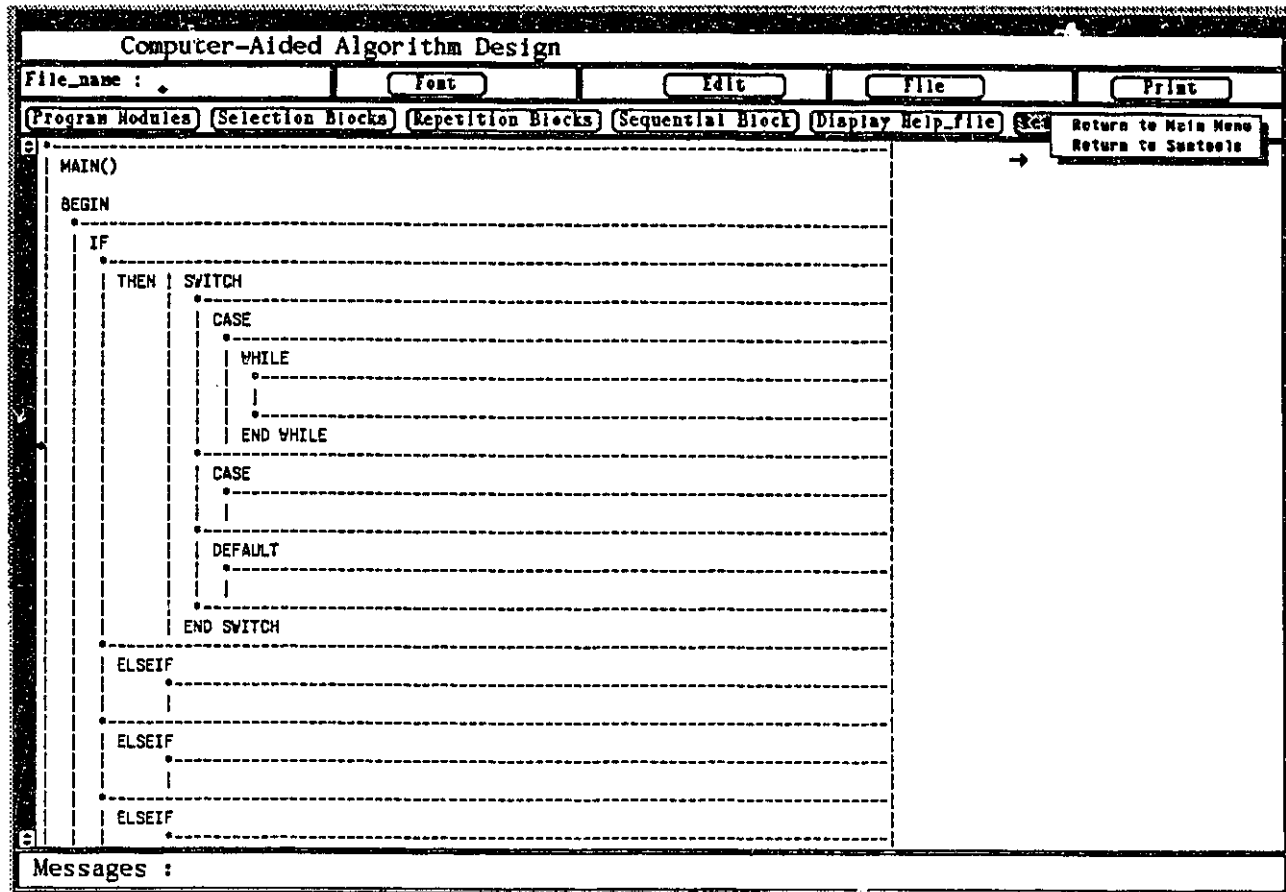 Computer-Aided Algorithm Design
File_name :
Font
Edit
File
Print
Program Modules
Selection Blocks
Repetition Blocks
Sequential Block
Display Help_file
Return to Main Menu
Return to Suntools
MAIN()
BEGIN
IF
THEN SWITCH
CASE
WHILE
END WHILE
CASE
DEFAULT
END SWITCH
ELSEIF
ELSEIF
ELSEIF
Messages :